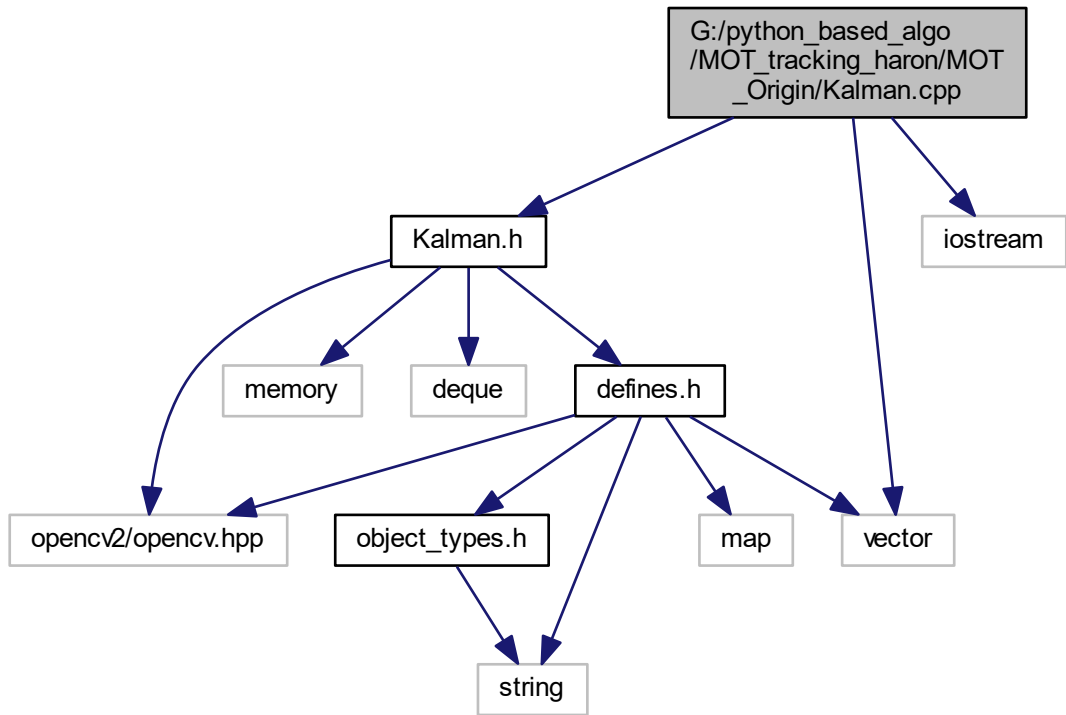 G:/python_based_algo
/MOT_tracking_haron/MOT
_Origin/Kalman.cpp
Kalman.h
iostream
memory
deque
defines.h
opencv2/opencv.hpp
object_types.h
map
vector
string